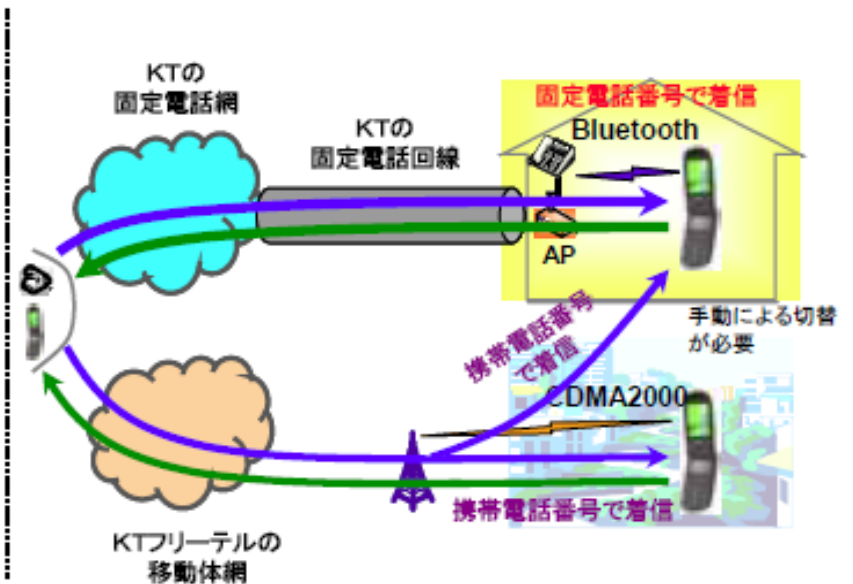 KTの
固定電話網
KTの
固定電話回線
固定電話番号で着信
Bluetooth
AP
手動による切替
が必要
携帯電話番号
で着信
CDMA2000
携帯電話番号で着信
KTフリーテルの
移動体網